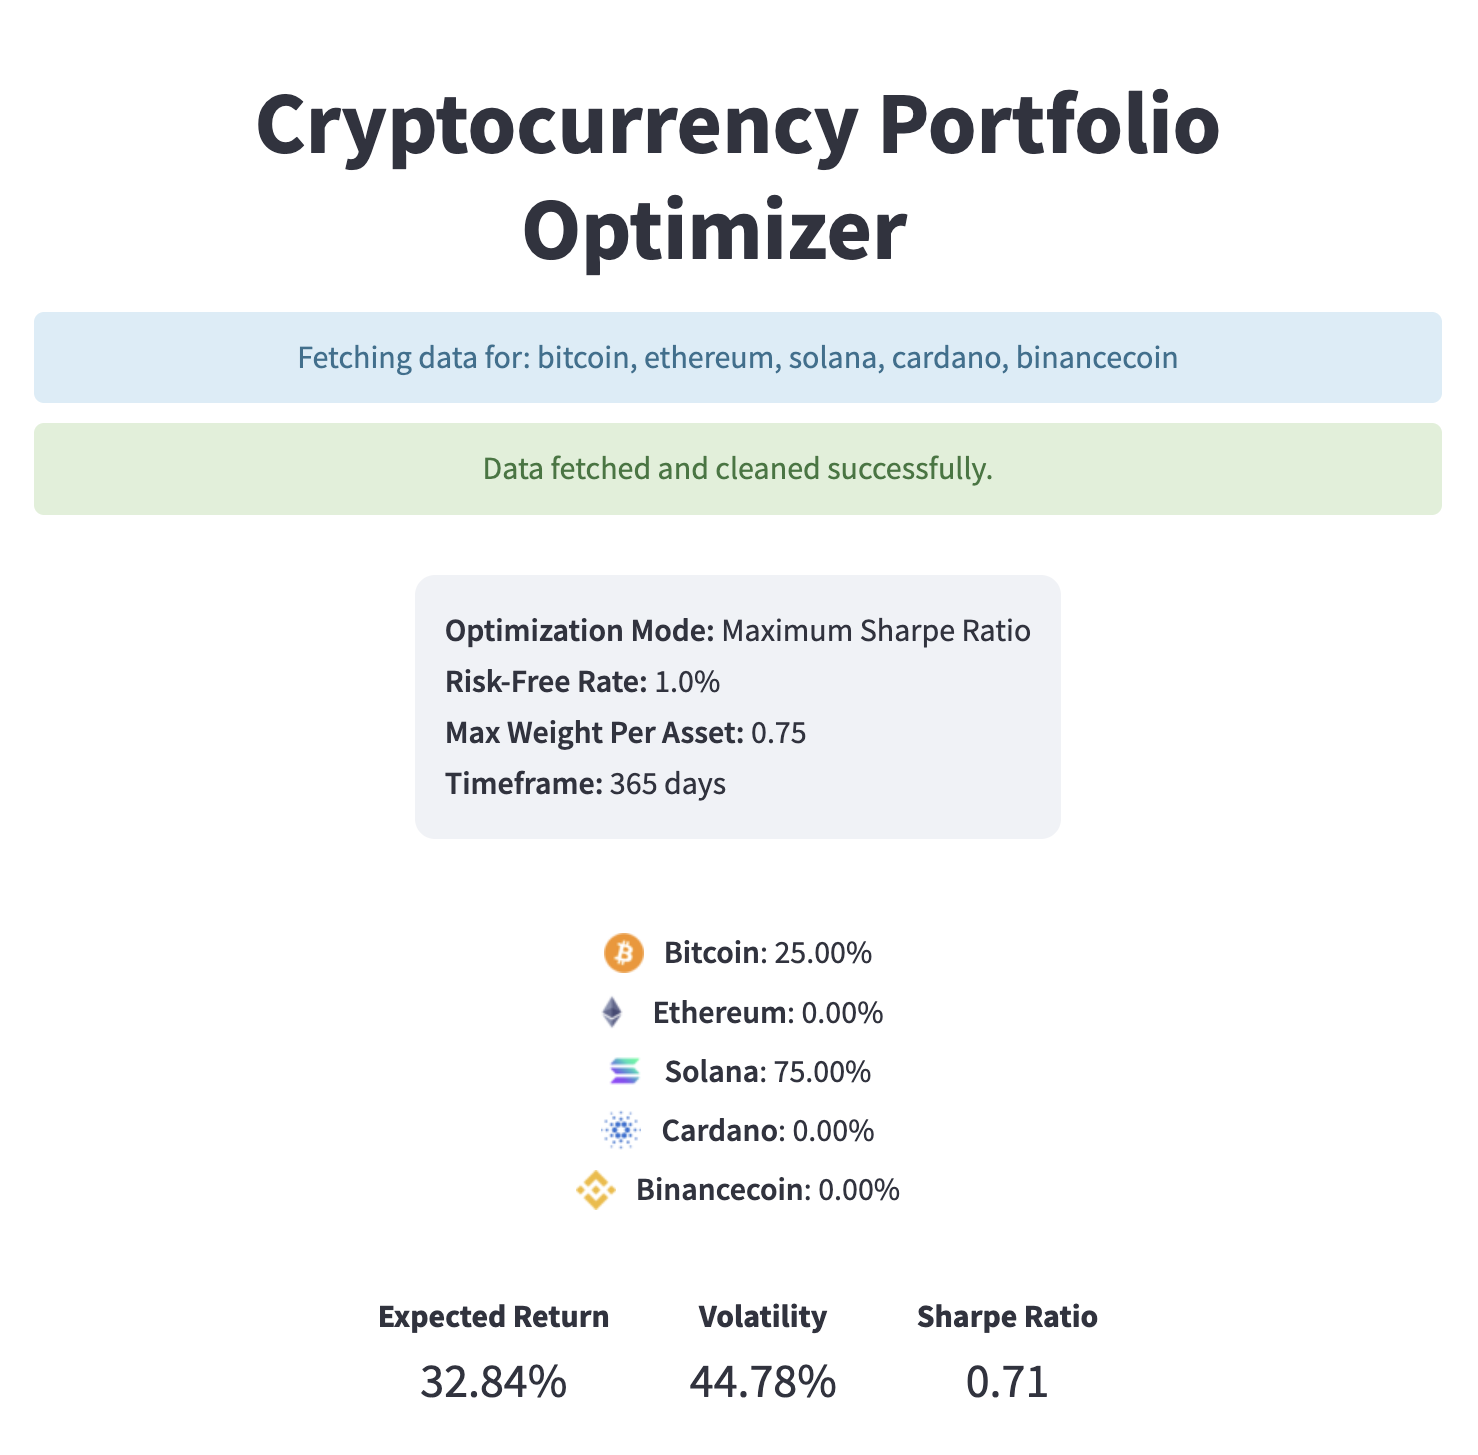 Cryptocurrency Portfolio
Optimizer
Fetching data for: bitcoin, ethereum, solana, cardano, binancecoin
Data fetched and cleaned successfully.
Optimization Mode: Maximum Sharpe Ratio
Risk-Free Rate: 1.0%
Max Weight Per Asset: 0.75
Timeframe: 365 days
Bitcoin: 25.00%
Ethereum: 0.00%
Solana: 75.00%
Cardano: 0.00%
Binancecoin: 0.00%
Expected Return Volatility Sharpe Ratio
32.84% 44.78% 0.71